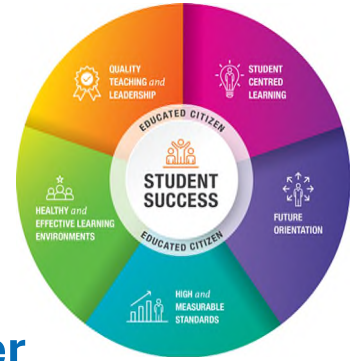 QUALITY
TEACHING and
LEADERSHIP
STUDENT
CENTRED
LEARNING
EDUCATED CITIZEN
STUDENT
SUCCESS
HEALTHY and
EFFECTIVE LEARNING
ENVIRONMENTS
FUTURE
ORIENTATION
EDUCATED CITIZEN
HIGH and
MEASURABLE
STANDARDS
er